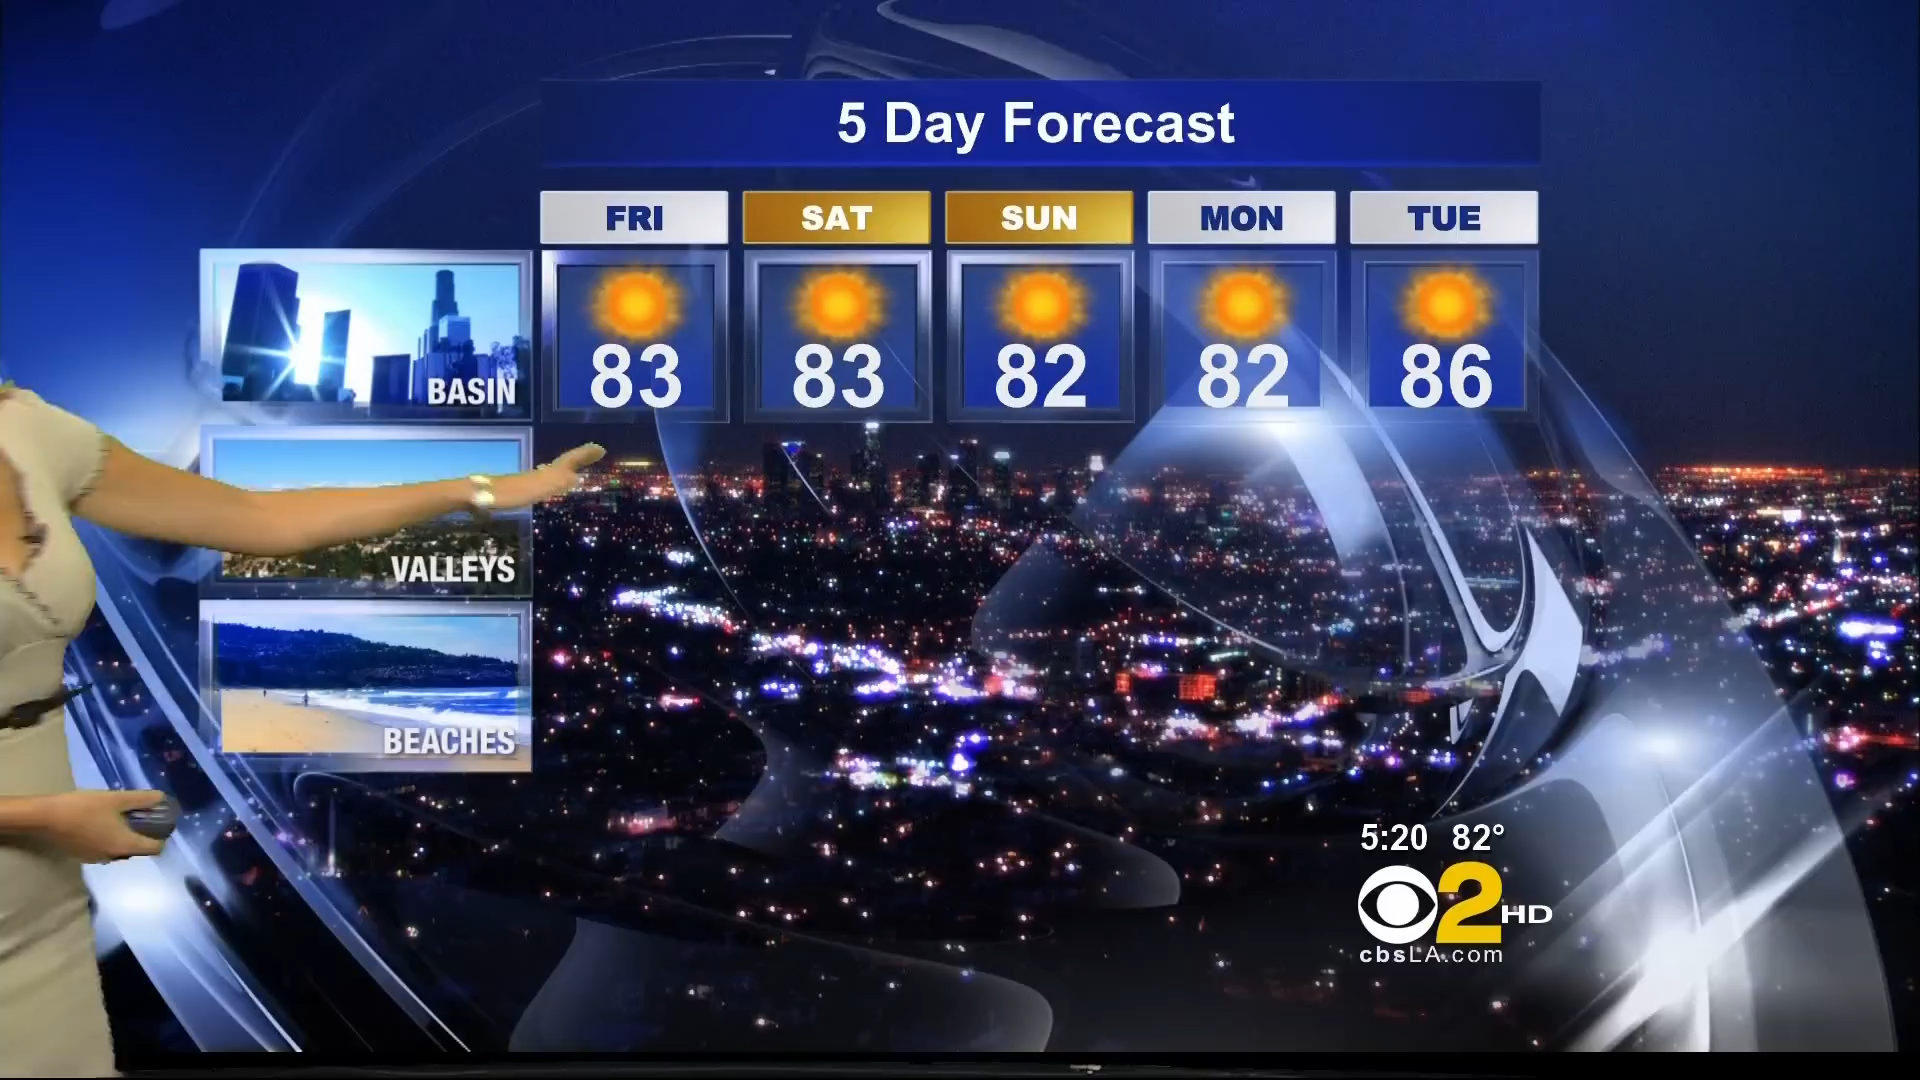 5 Day Forecast
FRI SAT SUN MON TUE
BASIN 83 83 82 82 86
VALLEYS
BEACHES
5:20 82°
2 HD
cbsLA.com